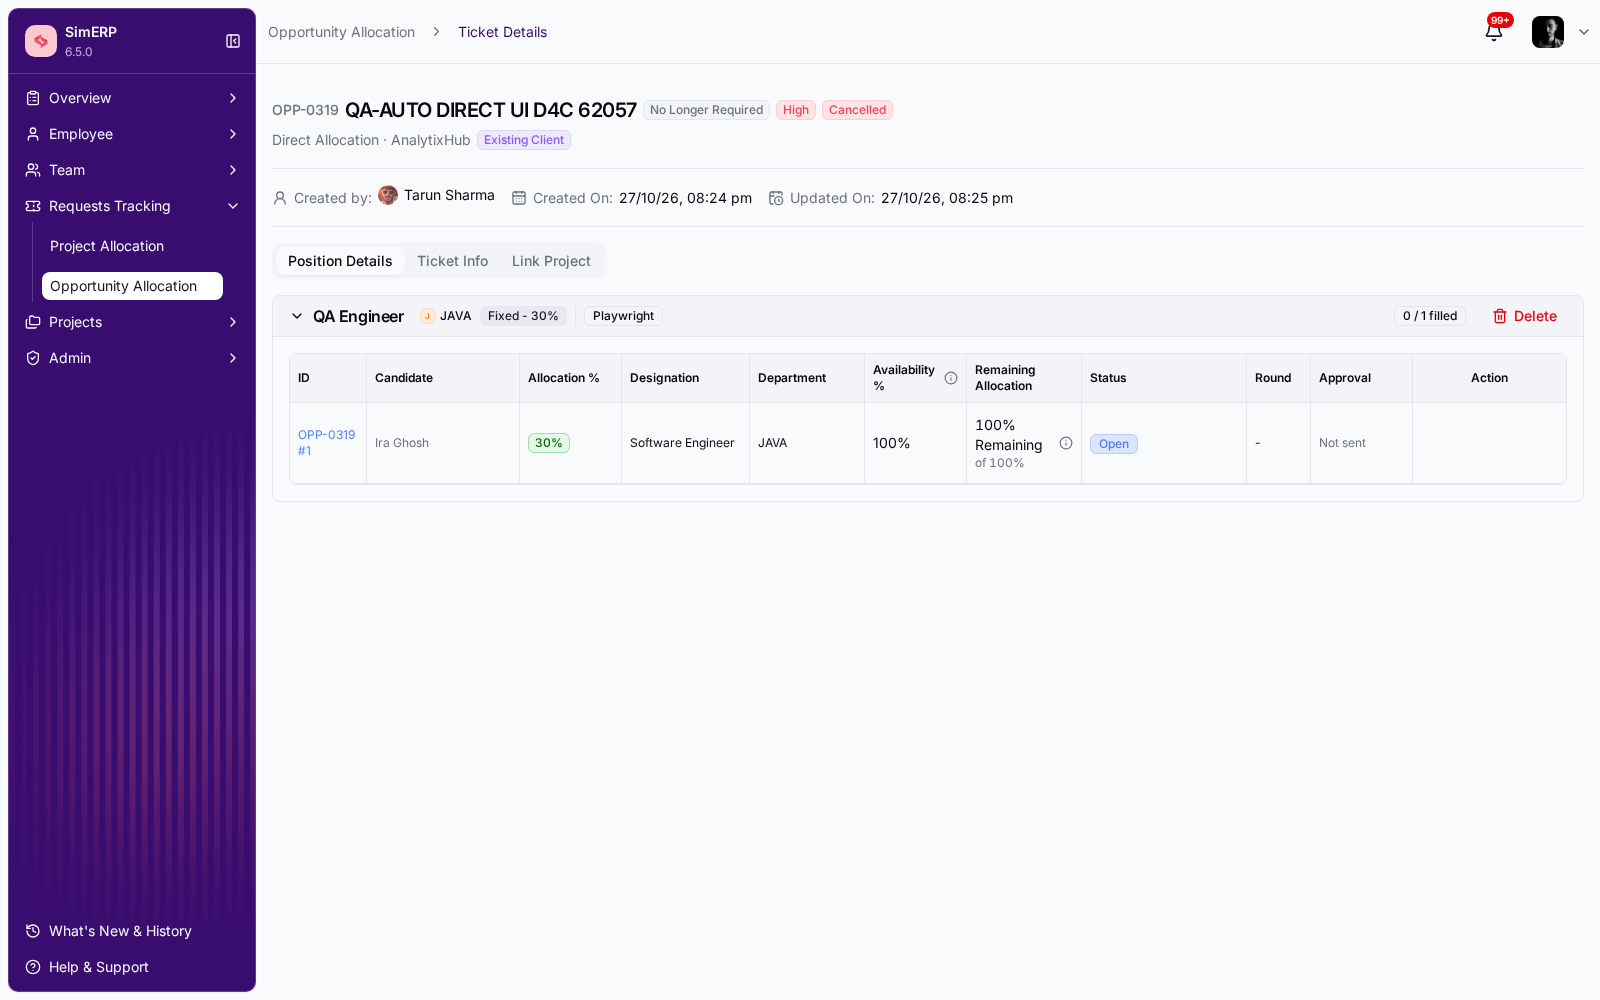 SimERP
6.5.0
Overview
Employee
Team
Requests Tracking
Project Allocation
Opportunity Allocation
Projects
Admin
What's New & History
Help & Support
Opportunity Allocation > Ticket Details
99+
OPP-0319 QA-AUTO DIRECT UI D4C 62057 No Longer Required High Cancelled
Direct Allocation · AnalytixHub Existing Client
Created by: Tarun Sharma Created On: 27/10/26, 08:24 pm Updated On: 27/10/26, 08:25 pm
Position Details Ticket Info Link Project
QA Engineer J JAVA Fixed - 30% Playwright 0 / 1 filled Delete
ID Candidate Allocation % Designation Department Availability % Remaining Allocation Status Round Approval Action
OPP-0319 #1 Ira Ghosh 30% Software Engineer JAVA 100% 100% Remaining of 100% Open - Not sent